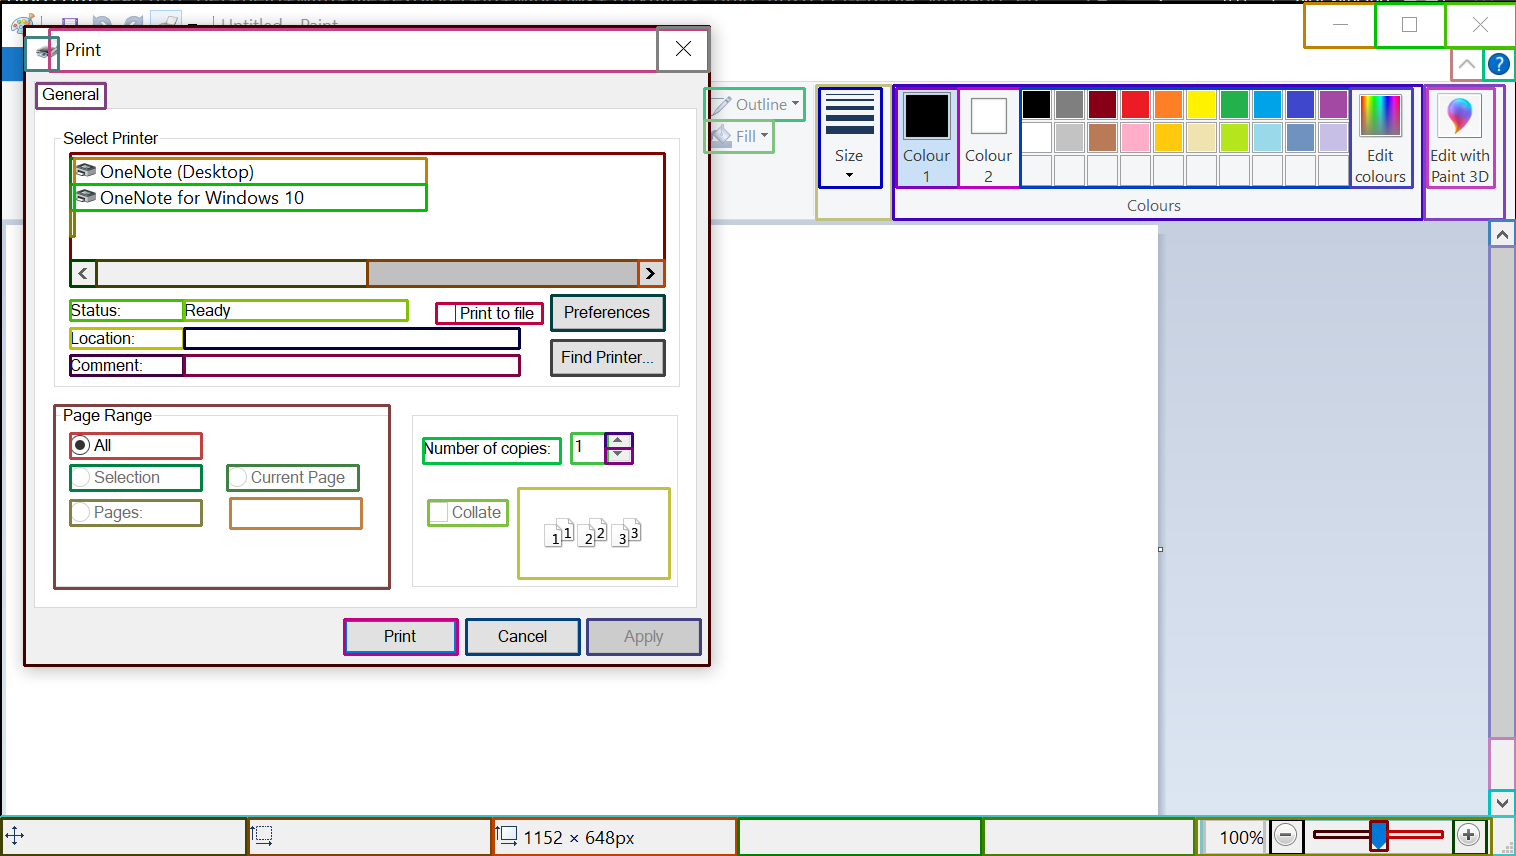 Untitled - Paint
Print
General
Outline
Fill
Size
Colour
1
Colour
2
Edit
colours
Edit with
Paint 3D
Colours
Select Printer
OneNote (Desktop)
OneNote for Windows 10
Status: Ready
Print to file
Preferences
Location:
Find Printer...
Comment:
Page Range
All
Selection
Current Page
Pages:
Number of copies: 1
Collate
1 1 2 2 3 3
Print
Cancel
Apply
1152 × 648px
100%